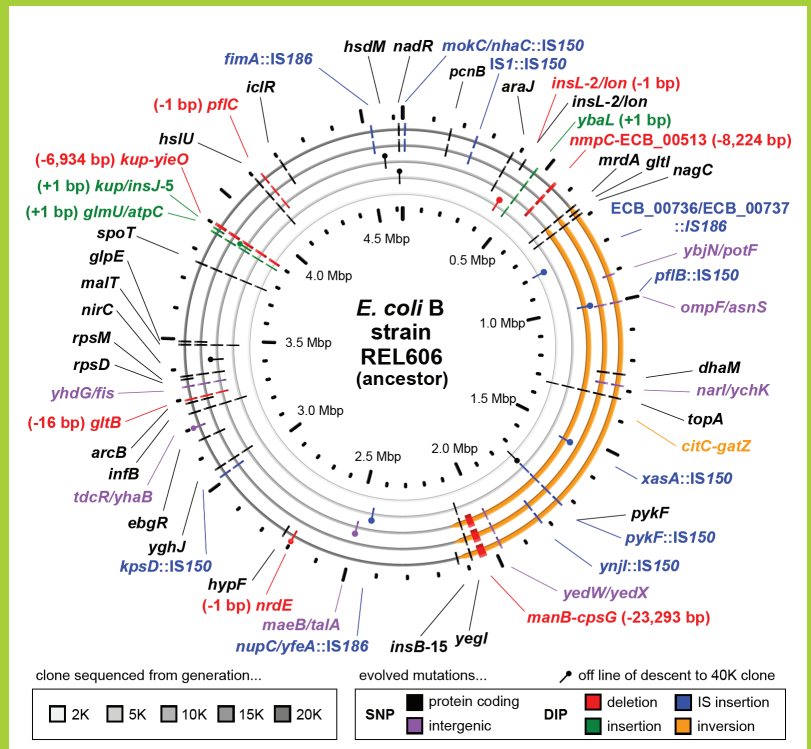 hsdM
nadR
mokC/nhaC::IS150
fimA::IS186
IS1::IS150
pcnB
iclR
araJ
insL-2/lon (-1 bp)
(-1 bp) pflC
insL-2/lon
ybaL (+1 bp)
hslU
nmpC-ECB_00513 (-8,224 bp)
(-6,934 bp) kup-yieO
mrdA
gltI
nagC
(+1 bp) kup/insJ-5
(+1 bp) glmU/atpC
ECB_00736/ECB_00737
::IS186
spoT
ybjN/potF
glpE
pflB::IS150
malT
ompF/asnS
nirC
rpsM
rpsD
dhaM
yhdG/fis
narI/ychK
(-16 bp) gltB
topA
arcB
citC-gatZ
infB
xasA::IS150
tdcR/yhaB
ebgR
pykF
yghJ
pykF::IS150
kpsD::IS150
ynjI::IS150
hypF
yedW/yedX
(-1 bp) nrdE
manB-cpsG (-23,293 bp)
maeB/talA
nupC/yfeA::IS186
insB-15
yegI
4.5 Mbp
0.5 Mbp
4.0 Mbp
1.0 Mbp
3.5 Mbp
1.5 Mbp
3.0 Mbp
2.0 Mbp
2.5 Mbp
E. coli B
strain
REL606
(ancestor)
clone sequenced from generation...
2K 5K 10K 15K 20K
evolved mutations...
off line of descent to 40K clone
SNP
protein coding
intergenic
DIP
deletion
IS insertion
insertion
inversion